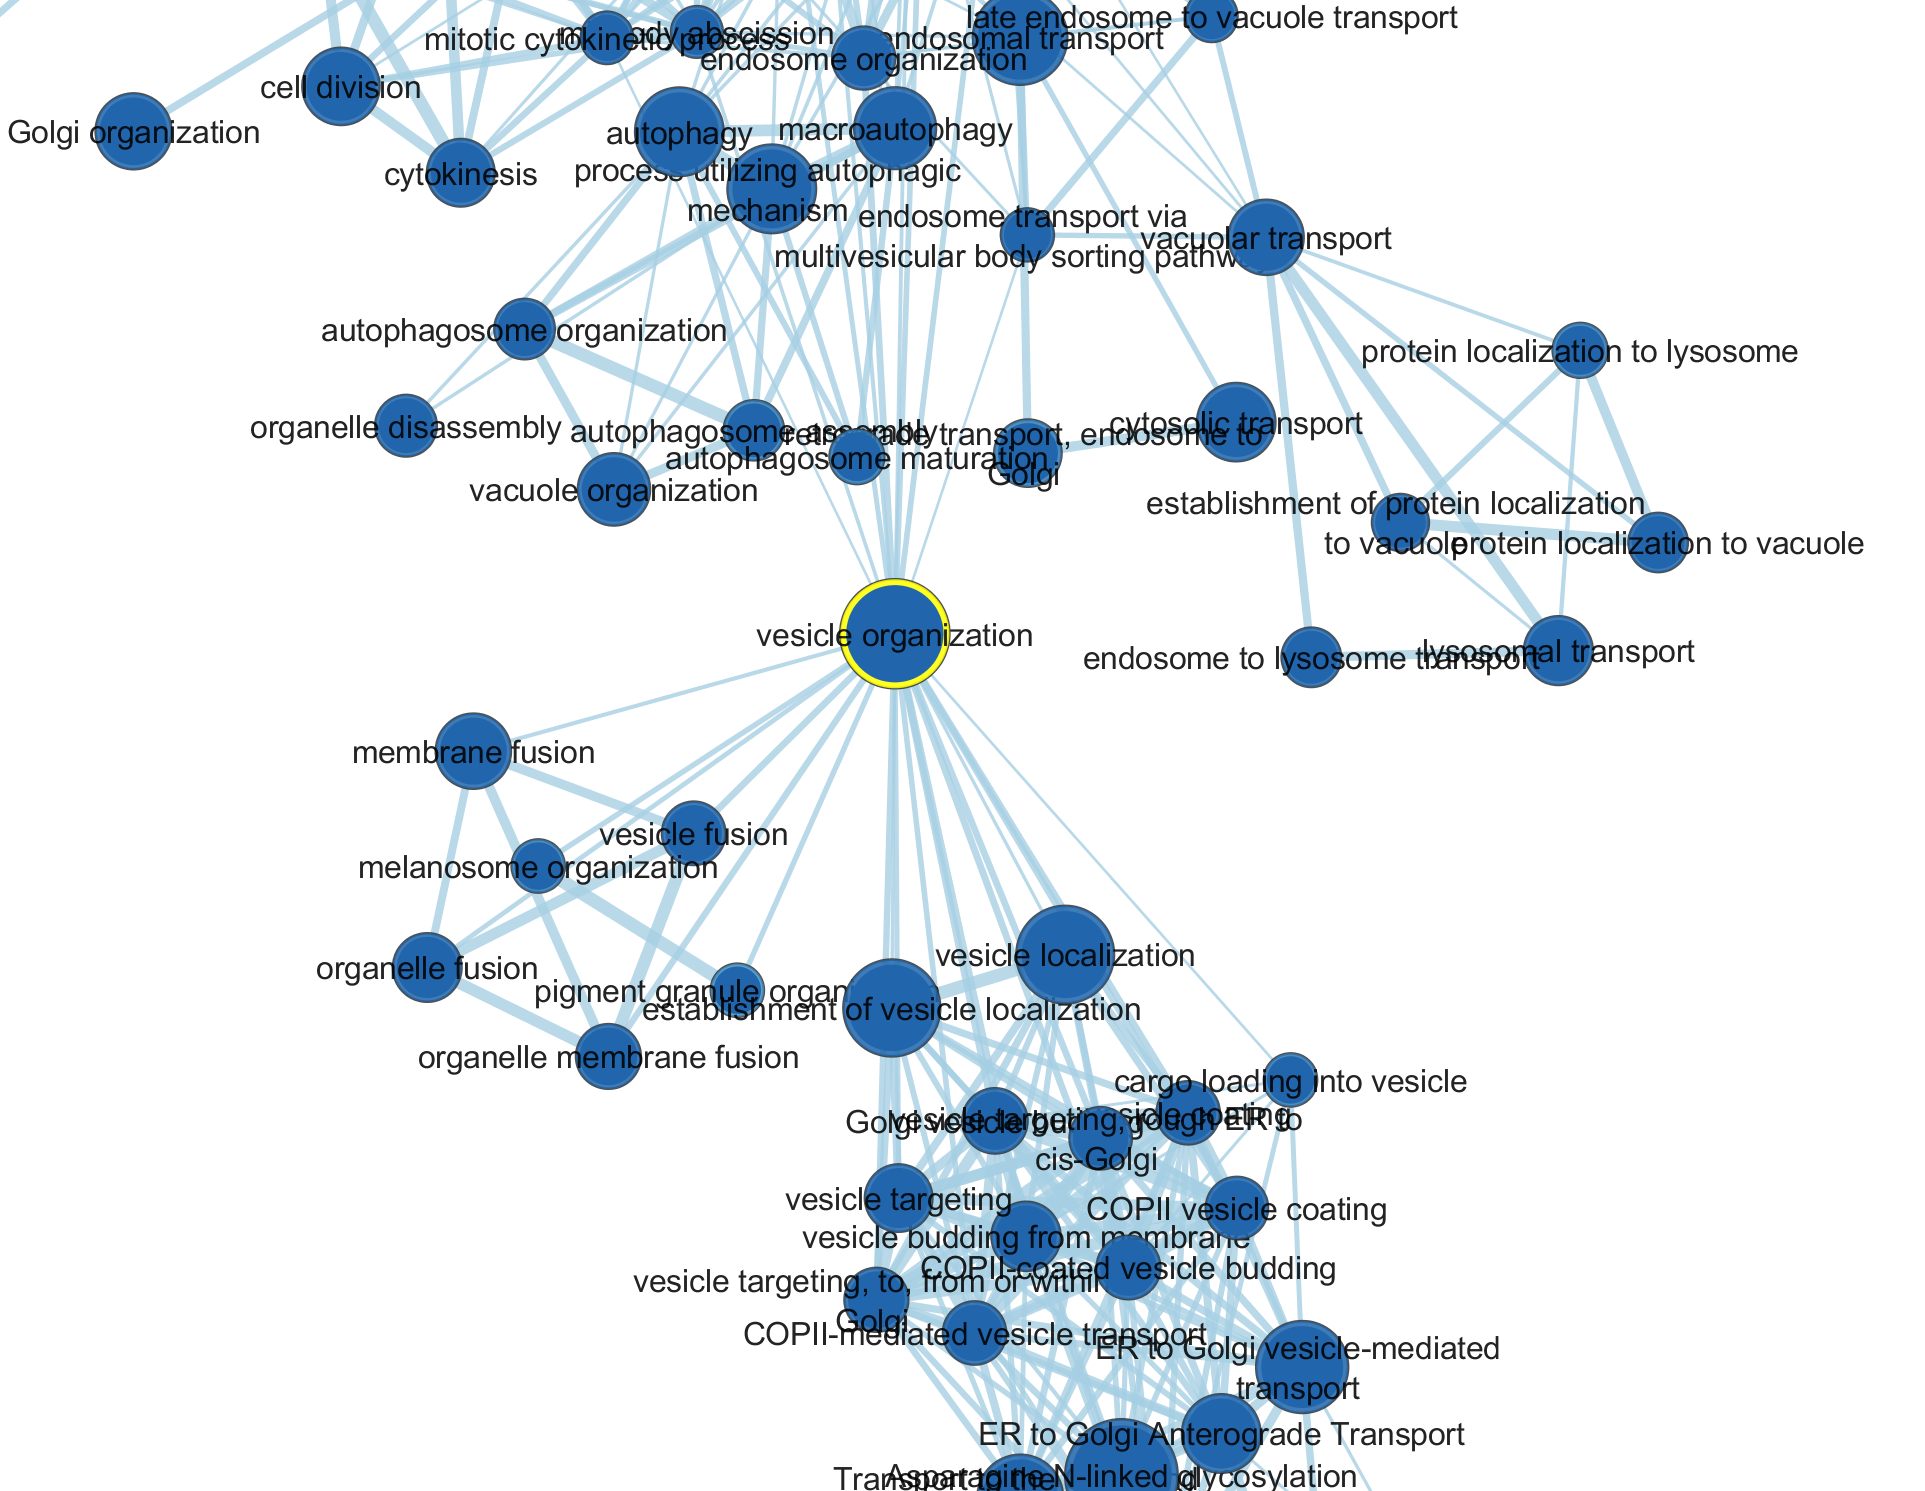 late endosome to vacuole transport
mitotic cytokinetic process
abscission
endosomal transport
endosome organization
cell division
Golgi organization
autophagy
macroautophagy
cytokinesis
process utilizing autophagic
mechanism
endosome transport via
multivesicular body sorting
vacuolar transport
autophagosome organization
protein localization to lysosome
organelle disassembly
autophagosome assembly
retrograde transport, endosome to
Golgi
cytosolic transport
autophagosome maturation
vacuole organization
establishment of protein localization
to vacuole
protein localization to vacuole
vesicle organization
endosome to lysosome transport
lysosomal transport
membrane fusion
vesicle fusion
melanosome organization
vesicle localization
organelle fusion
pigment granule
establishment of vesicle localization
organelle membrane fusion
cargo loading into vesicle
Golgi vesicle
vesicle targeting, rough ER to
cis-Golgi
coating
vesicle targeting
COPII vesicle coating
vesicle budding from membrane
COPII-coated vesicle budding
vesicle targeting, to, from or within
Golgi
COPII-mediated vesicle transport
ER to Golgi vesicle-mediated
transport
ER to Golgi Anterograde Transport
Asparagine N-linked glycosylation
Transport to the